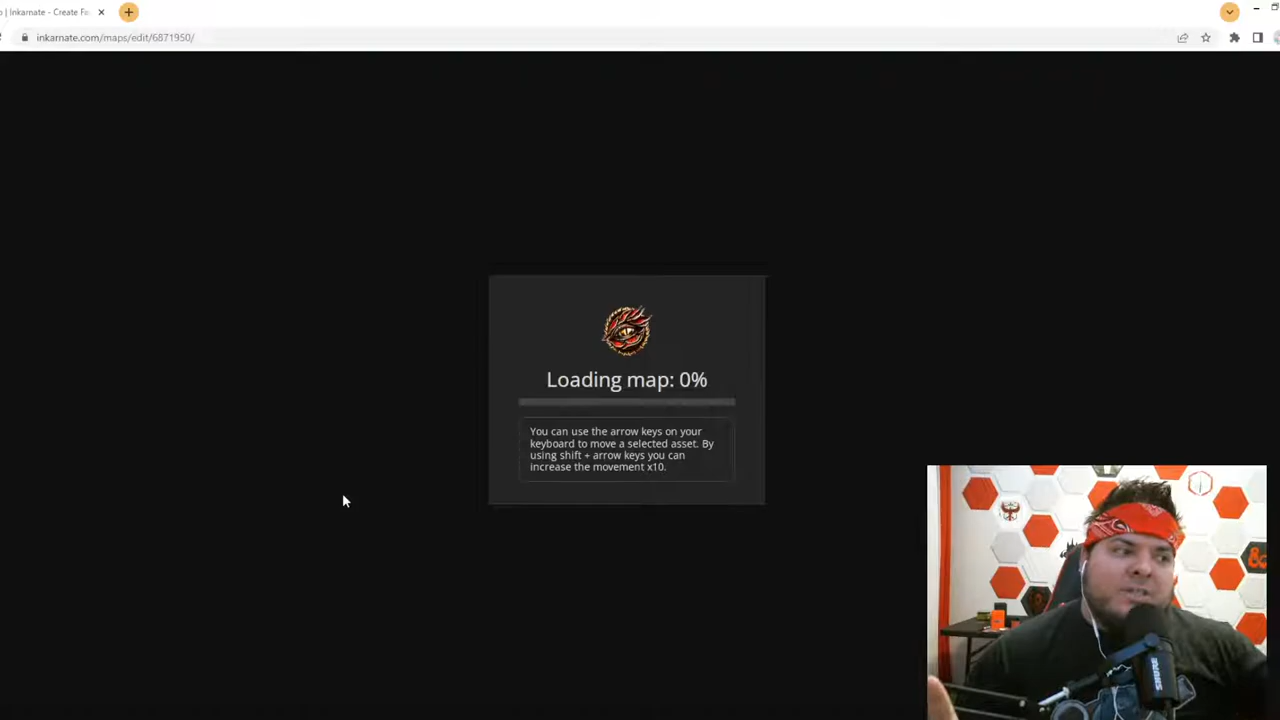 | Inkarnate - Create Fa
inkarnate.com/maps/edit/6871950/
Loading map: 0%
You can use the arrow keys on your
keyboard to move a selected asset. By
using shift + arrow keys you can
increase the movement x10.
SHURE